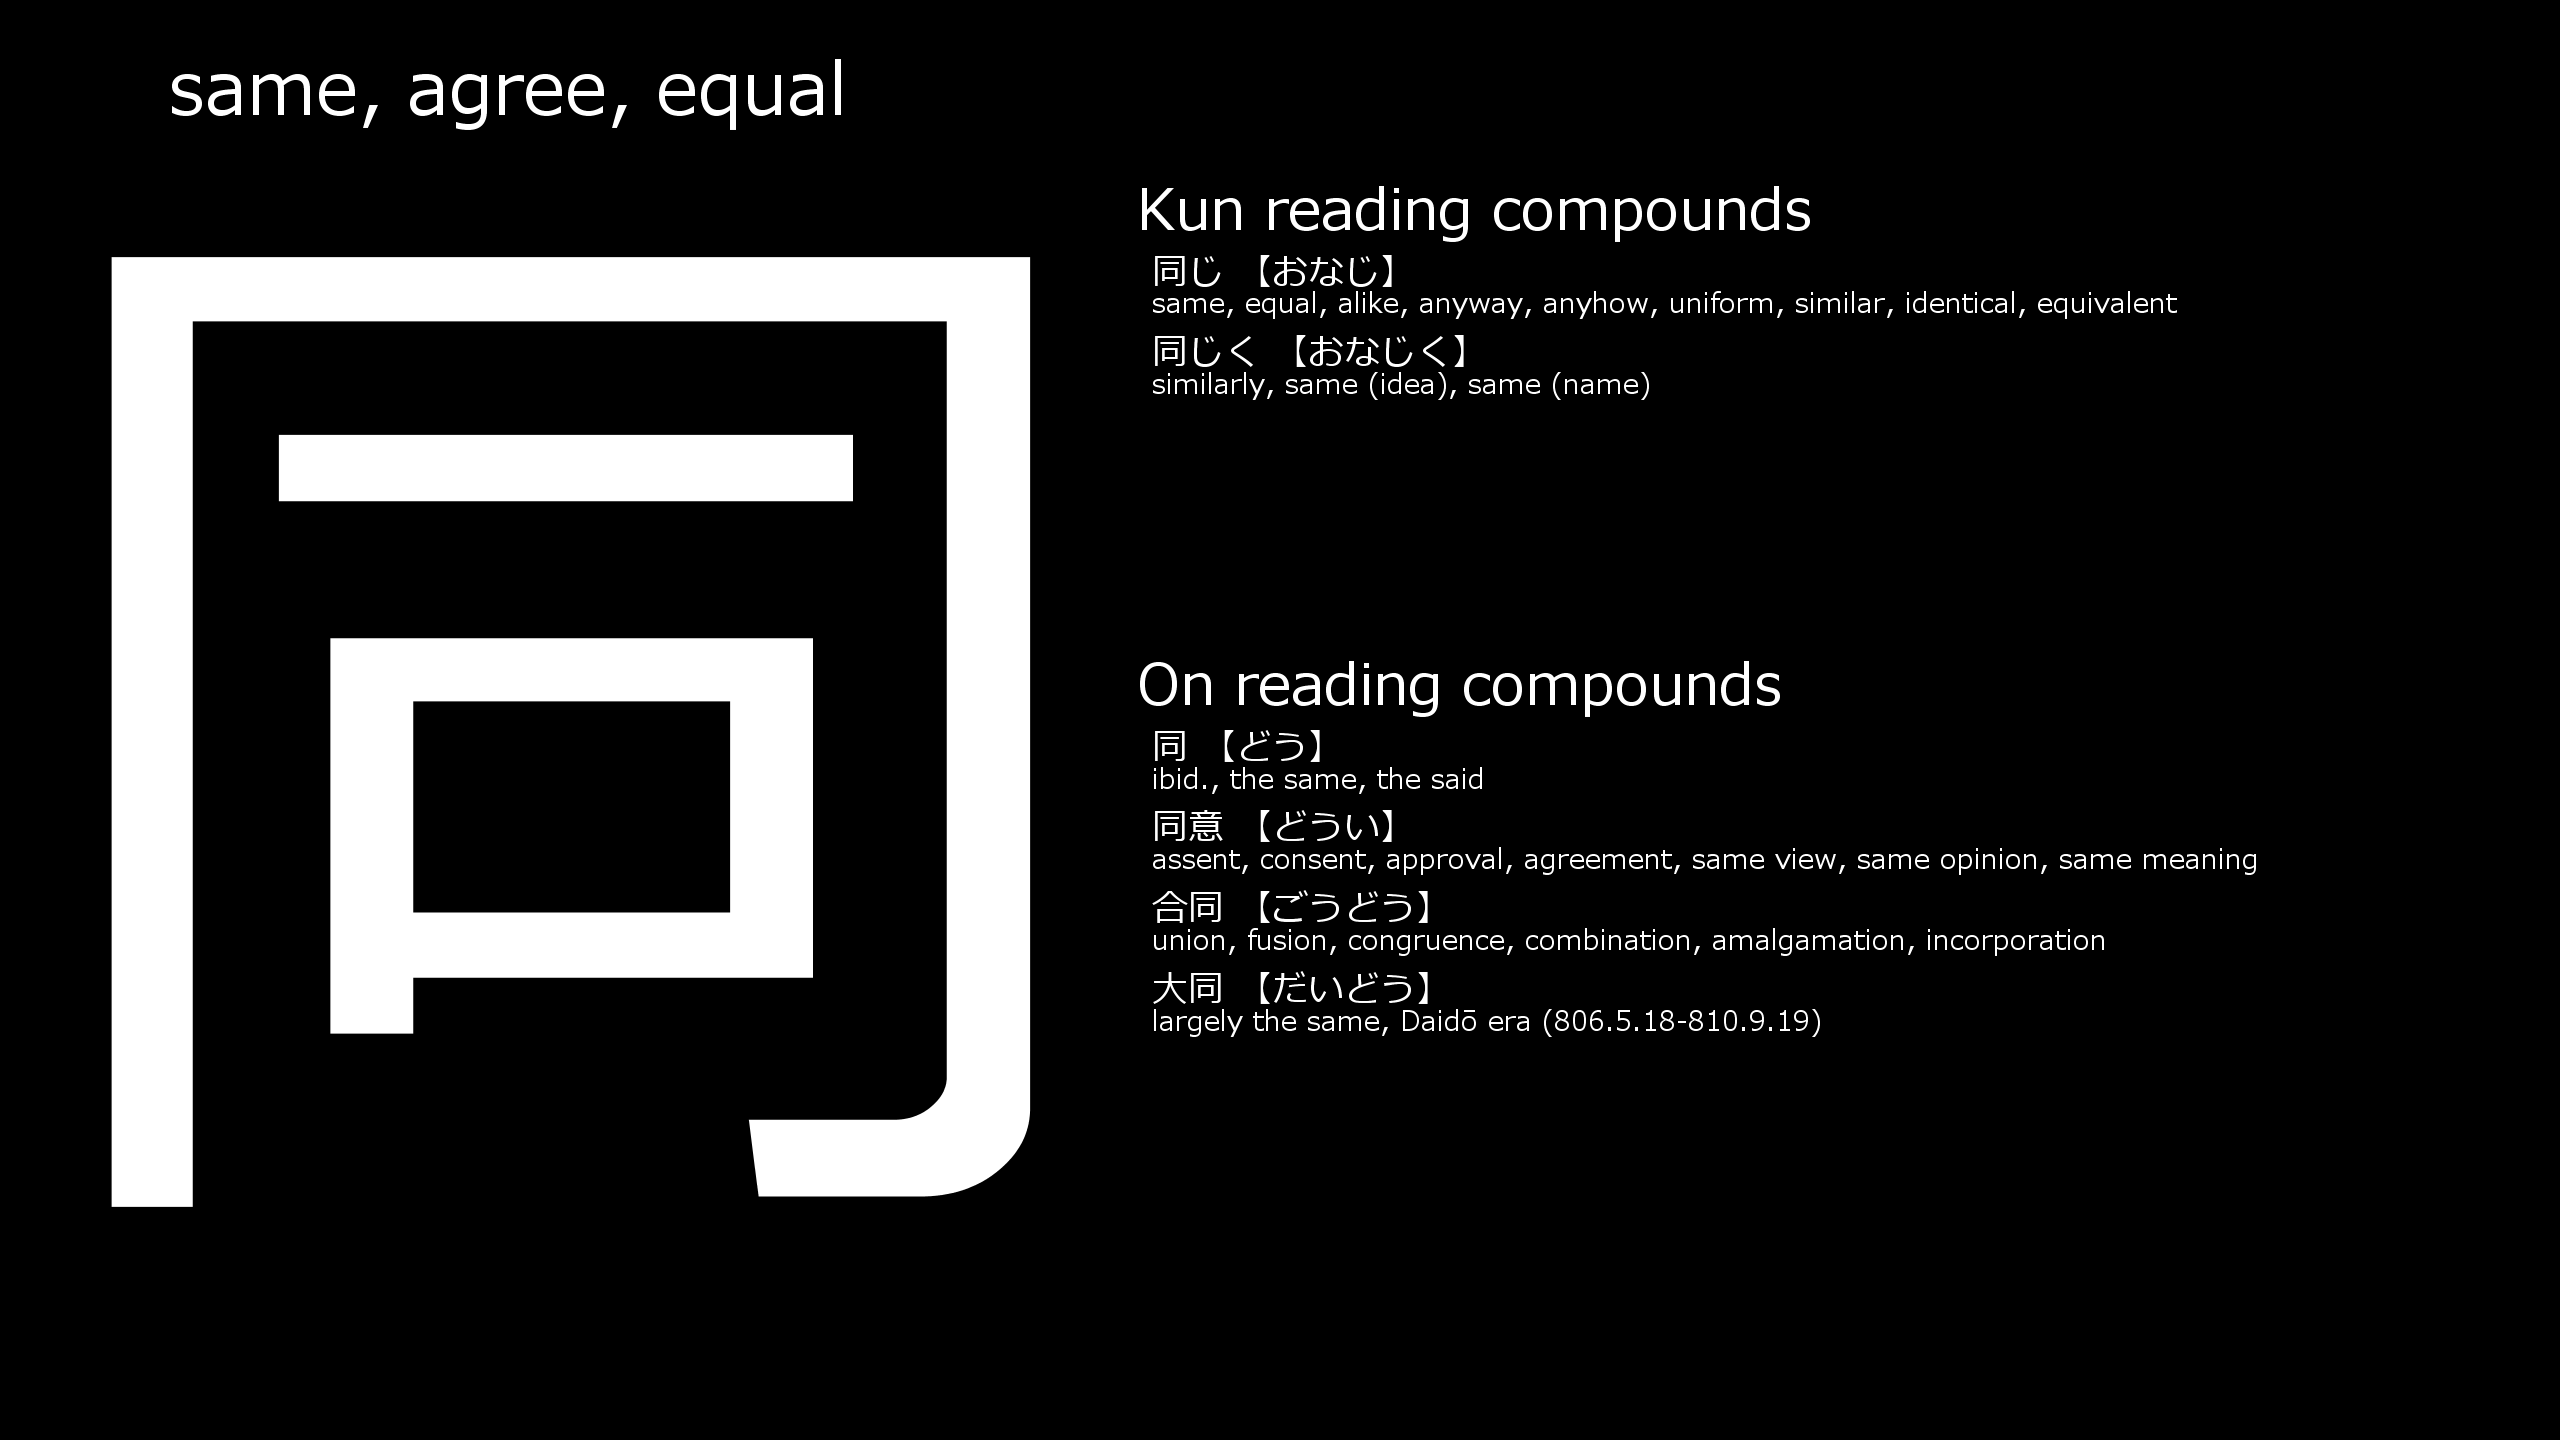 same, agree, equal
同
Kun reading compounds
同じ 【おなじ】
same, equal, alike, anyway, anyhow, uniform, similar, identical, equivalent
同じく 【おなじく】
similarly, same (idea), same (name)
On reading compounds
同 【どう】
ibid., the same, the said
同意 【どうい】
assent, consent, approval, agreement, same view, same opinion, same meaning
合同 【ごうどう】
union, fusion, congruence, combination, amalgamation, incorporation
大同 【だいどう】
largely the same, Daidō era (806.5.18-810.9.19)